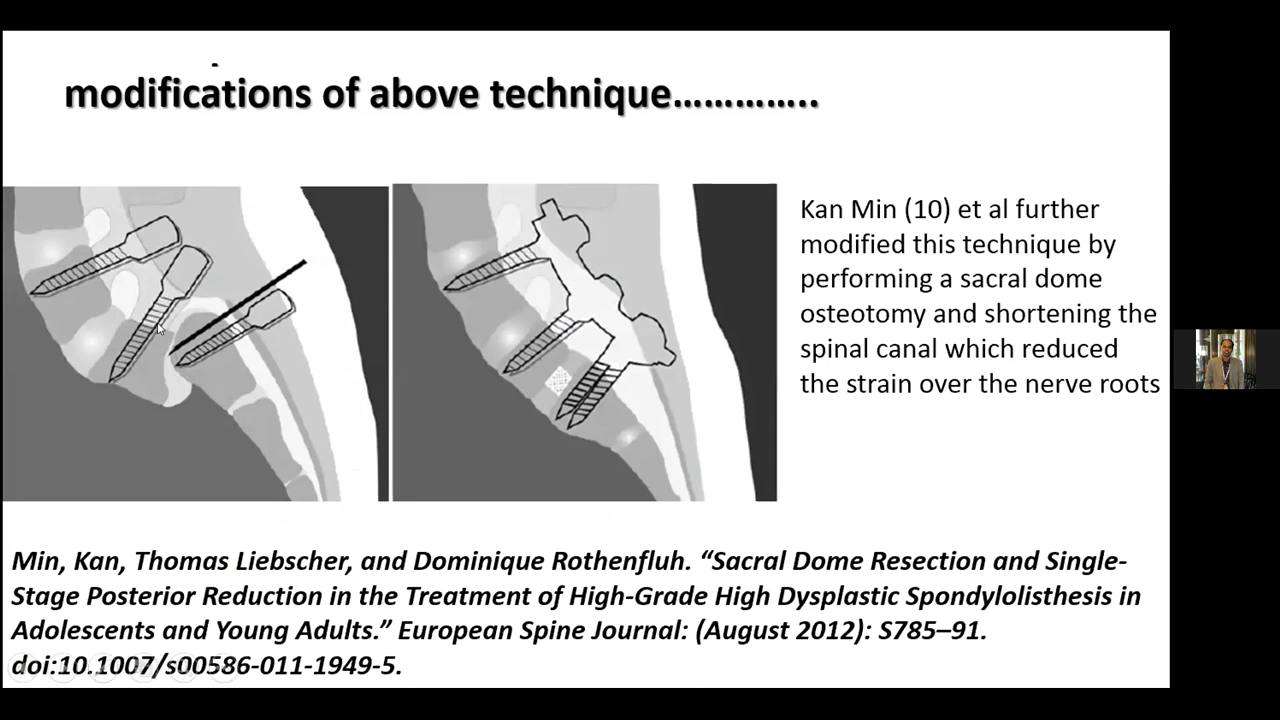 modifications of above technique…………..
Kan Min (10) et al further
modified this technique by
performing a sacral dome
osteotomy and shortening the
spinal canal which reduced
the strain over the nerve roots
Min, Kan, Thomas Liebscher, and Dominique Rothenfluh. “Sacral Dome Resection and Single-
Stage Posterior Reduction in the Treatment of High-Grade High Dysplastic Spondylolisthesis in
Adolescents and Young Adults.” European Spine Journal: (August 2012): S785–91.
doi:10.1007/s00586-011-1949-5.